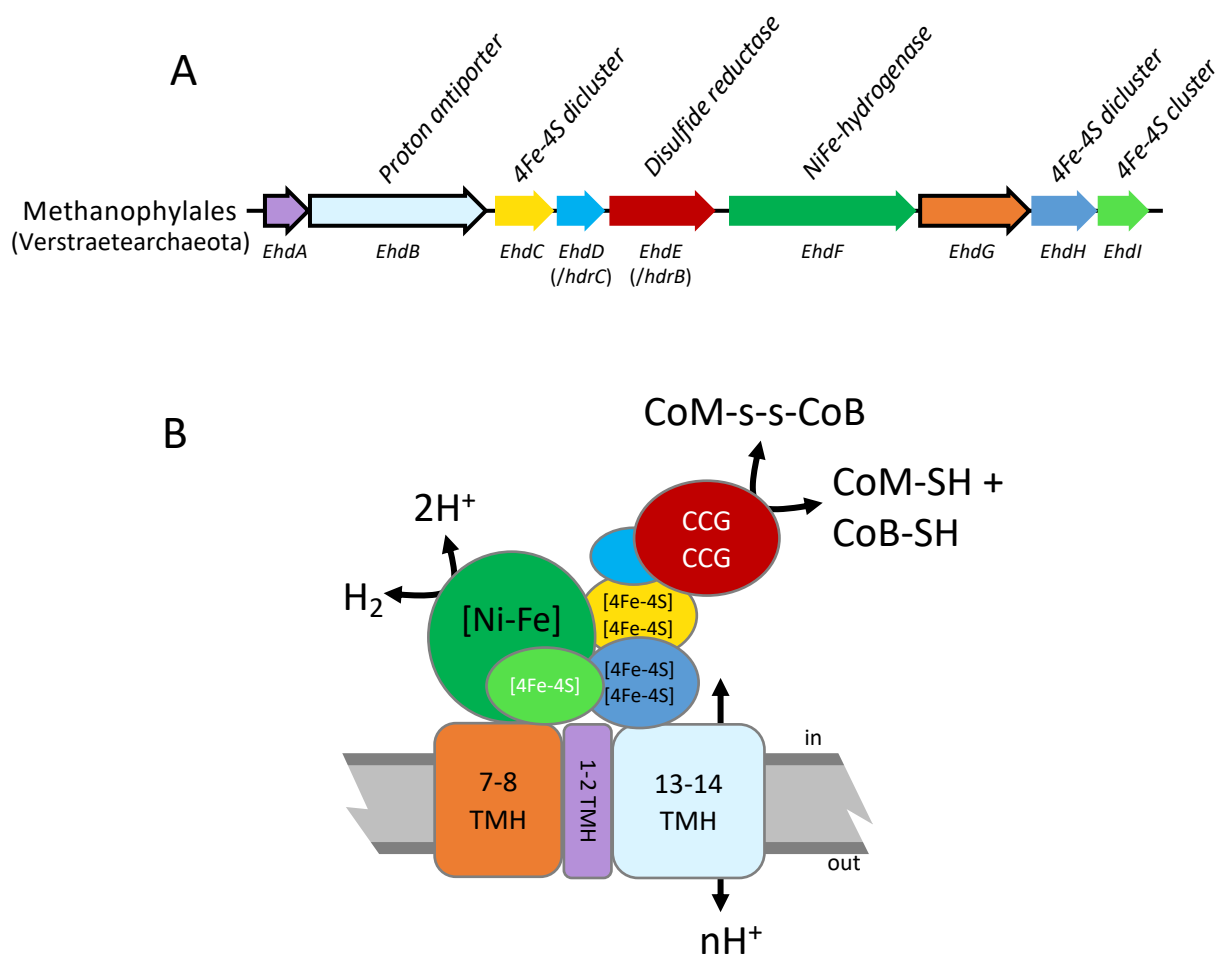 A
Proton antiporter
4Fe-4S dicluster
Disulfide reductase
NiFe-hydrogenase
4Fe-4S dicluster
4Fe-4S cluster
Methanophylales
(Verstraetearchaeota)
EhdA
EhdB
EhdC
EhdD
(/hdrC)
EhdE
(/hdrB)
EhdF
EhdG
EhdH
EhdI
B
CoM-s-s-CoB
CoM-SH +
CoB-SH
2H⁺
H₂
CCG
CCG
[Ni-Fe]
[4Fe-4S]
[4Fe-4S]
[4Fe-4S]
[4Fe-4S]
[4Fe-4S]
7-8
TMH
1-2 TMH
13-14
TMH
in
out
nH⁺